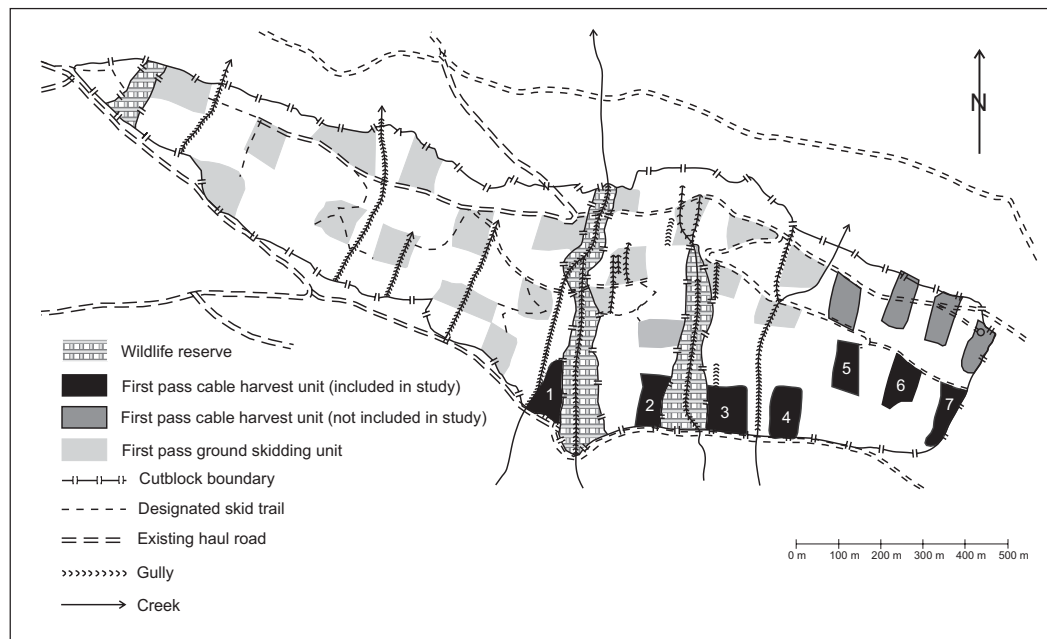 N
1
2
3
4
5
6
7
Wildlife reserve
First pass cable harvest unit (included in study)
First pass cable harvest unit (not included in study)
First pass ground skidding unit
Cutblock boundary
Designated skid trail
Existing haul road
Gully
Creek
0 m 100 m 200 m 300 m 400 m 500 m